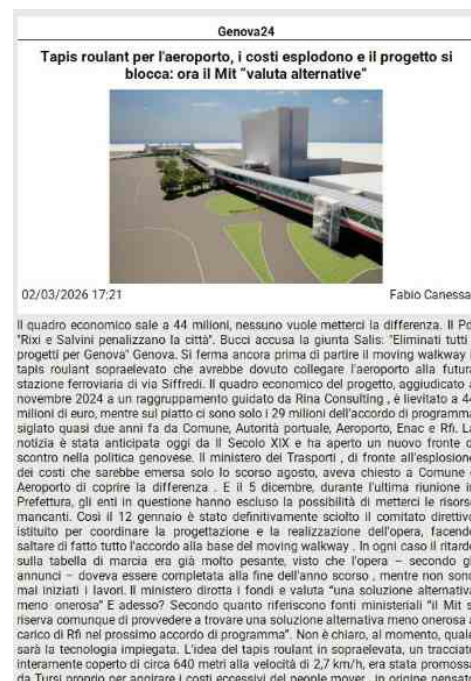 Genova24
Tapis roulant per l'aeroporto, i costi esplodono e il progetto si
blocca: ora il Mit "valuta alternative"
02/03/2026 17:21
Fabio Canessa
Il quadro economico sale a 44 milioni, nessuno vuole metterci la differenza. Il Pd
"Rixi e Salvini penalizzano la città". Bucci accusa la giunta Salis: "Eliminati tutti
progetti per Genova" Genova. Si ferma ancora prima di partire il moving walkway
tapis roulant sopraelevato che avrebbe dovuto collegare l'aeroporto alla futura
stazione ferroviaria di via Siffredi. Il quadro economico del progetto, aggiudicato
novembre 2024 a un raggruppamento guidato da Rina Consulting , è lievitato a 44
milioni di euro, mentre sul piatto ci sono solo i 29 milioni dell'accordo di programma
siglato quasi due anni fa da Comune, Autorità portuale, Aeroporto, Enac e Rfi. La
notizia è stata anticipata oggi da Il Secolo XIX e ha aperto un nuovo fronte
scontro nella politica genovese. Il ministero dei Trasporti , di fronte all'esplosione
dei costi che sarebbe emersa solo lo scorso agosto, aveva chiesto a Comune
Aeroporto di coprire la differenza . E il 5 dicembre, durante l'ultima riunione in
Prefettura, gli enti in questione hanno escluso la possibilità di metterci le risorse
mancanti. Così il 12 gennaio è stato definitivamente sciolto il comitato direttivo
istituito per coordinare la progettazione e la realizzazione dell'opera, facendo
saltare di fatto tutto l'accordo alla base del moving walkway . In ogni caso il ritardo
sulla tabella di marcia era già molto pesante, visto che l'opera – secondo gli
annunci – doveva essere completata alla fine dell'anno scorso , mentre non sono
mai iniziati i lavori. Il ministero dirotta i fondi e valuta "una soluzione alternativa
meno onerosa" E adesso? Secondo quanto riferiscono fonti ministeriali "il Mit si
riserva comunque di provvedere a trovare una soluzione alternativa meno onerosa a
carico di Rfi nel prossimo accordo di programma". Non è chiaro, al momento, quale
sarà la tecnologia impiegata. L'idea del tapis roulant in sopraelevata, un tracciato
interamente coperto di circa 640 metri alla velocità di 2,7 km/h, era stata promossa
da Tursi proprio per aggirare i costi eccessivi del people mover , in origine pensato